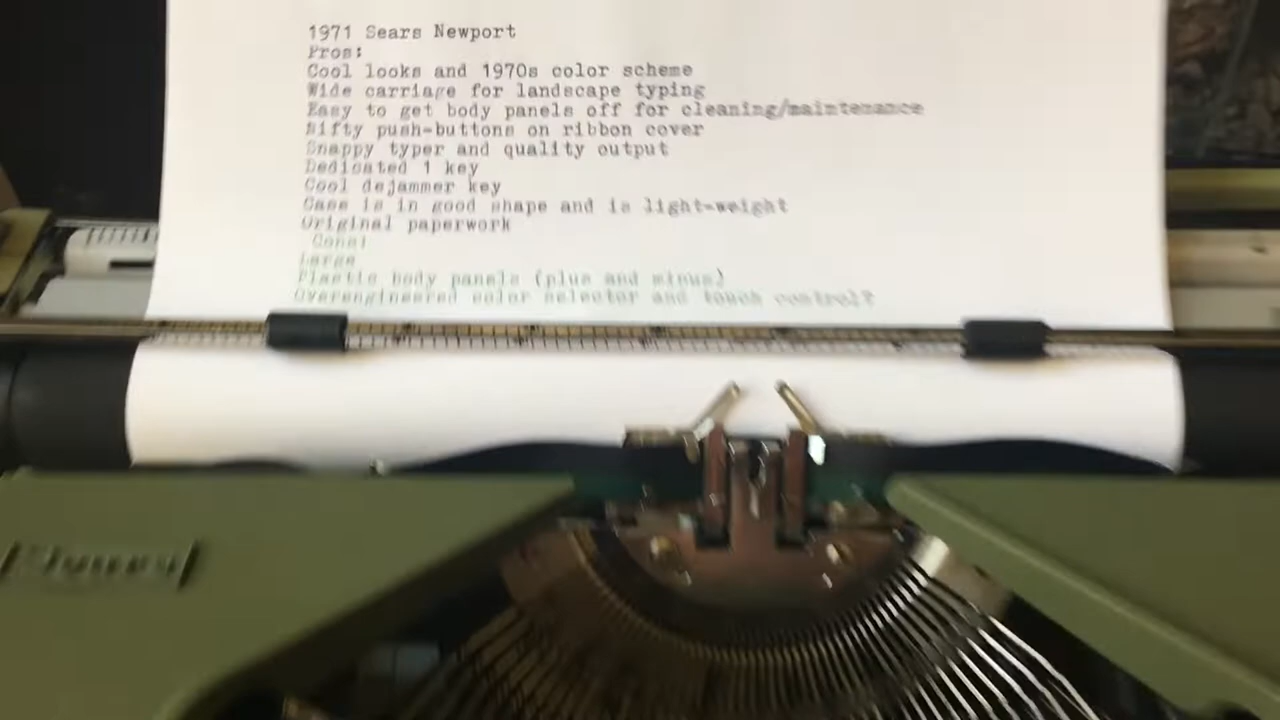 1971 Sears Newport
Pros:
Cool looks and 1970s color scheme
Wide carriage for landscape typing
Easy to get body panels off for cleaning/maintenance
Nifty push-buttons on ribbon cover
Snappy typer and quality output
Dedicated 1 key
Cool dejammer key
Case is in good shape and is light-weight
Original paperwork
Cons:
Large
Plastic body panels (plus and minus)
Overengineered color selector and touch control?